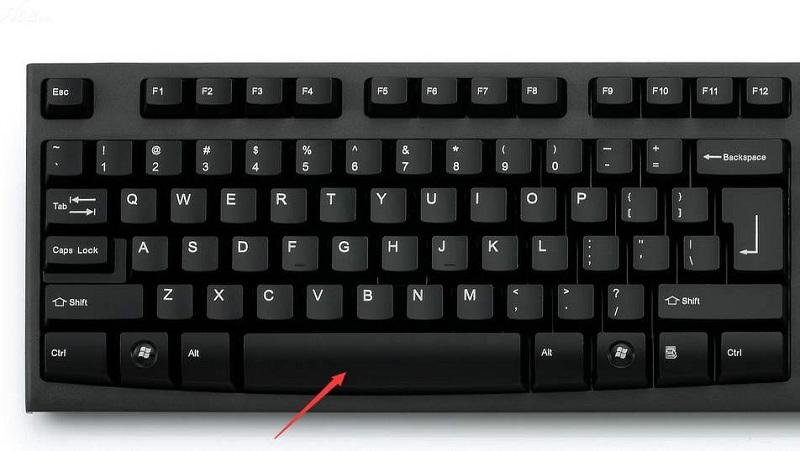 Esc F1 F2 F3 F4 F5 F6 F7 F8 F9 F10 F11 F12
~ ! @ # $ % ^ & * ( ) — +
` 1 2 3 4 5 6 7 8 9 0 - = ←Backspace
Tab Q W E R T Y U I O P { }
[ ]
Caps Lock A S D F G H J K L : " |
; ' \
Shift Z X C V B N M < > ? Shift
, . /
Ctrl Alt Alt Ctrl